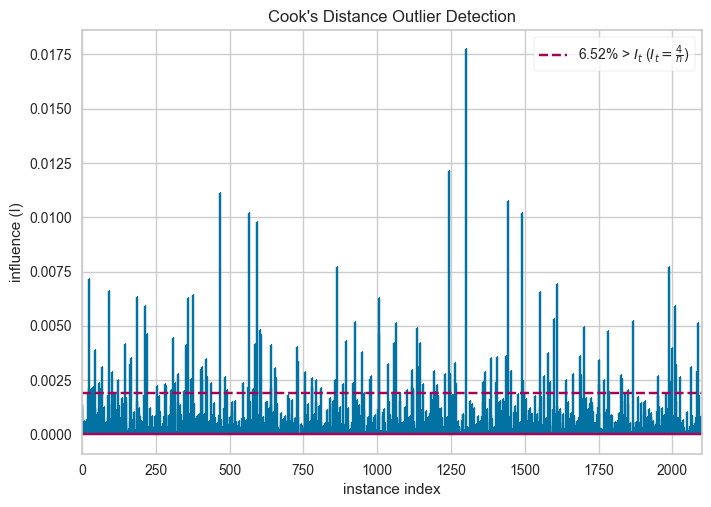 Cook's Distance Outlier Detection
6.52% > I_t (I_t = 4/n)
influence (I)
0.0175
0.0150
0.0125
0.0100
0.0075
0.0050
0.0025
0.0000
0 250 500 750 1000 1250 1500 1750 2000
instance index